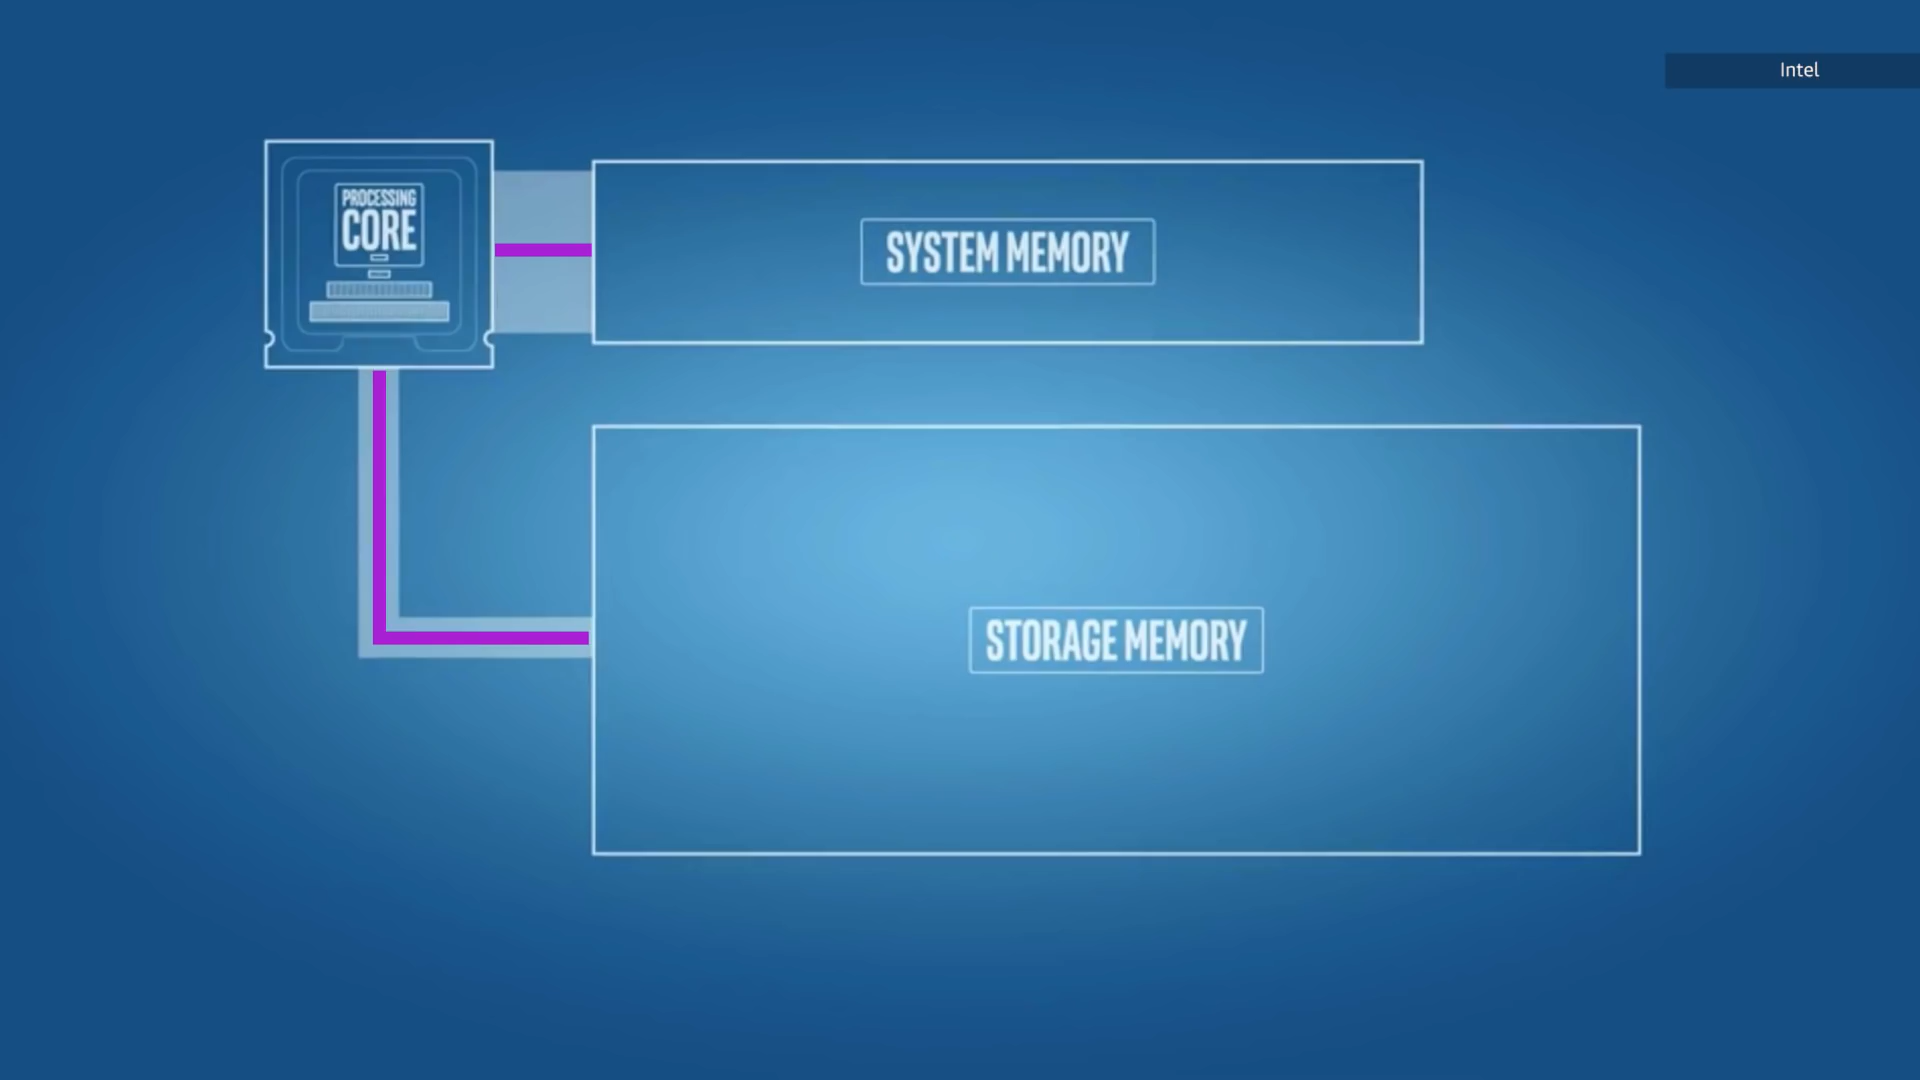 Intel
PROCESSING
CORE
SYSTEM MEMORY
STORAGE MEMORY